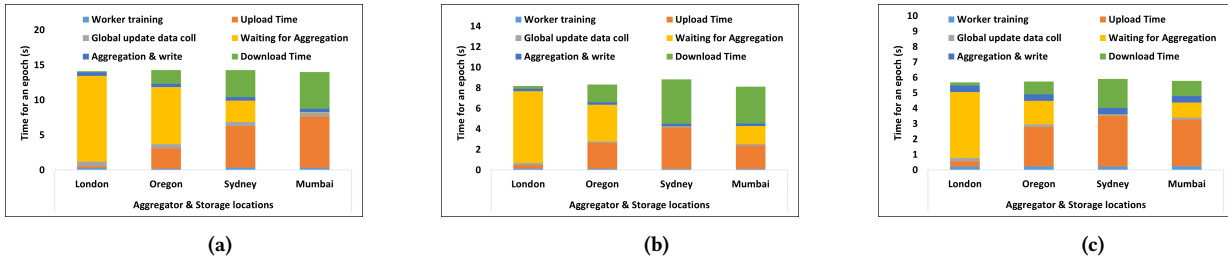 Worker training
Upload Time
Global update data coll
Waiting for Aggregation
Aggregation & write
Download Time
Time for an epoch (s)
20
15
10
5
0
London
Oregon
Sydney
Mumbai
Aggregator & Storage locations
(a)
Worker training
Upload Time
Global update data coll
Waiting for Aggregation
Aggregation & write
Download Time
Time for an epoch (s)
14
12
10
8
6
4
2
0
London
Oregon
Sydney
Mumbai
Aggregator & Storage locations
(b)
Worker training
Upload Time
Global update data coll
Waiting for Aggregation
Aggregation & write
Download Time
Time for an epoch (s)
10
9
8
7
6
5
4
3
2
1
0
London
Oregon
Sydney
Mumbai
Aggregator & Storage locations
(c)